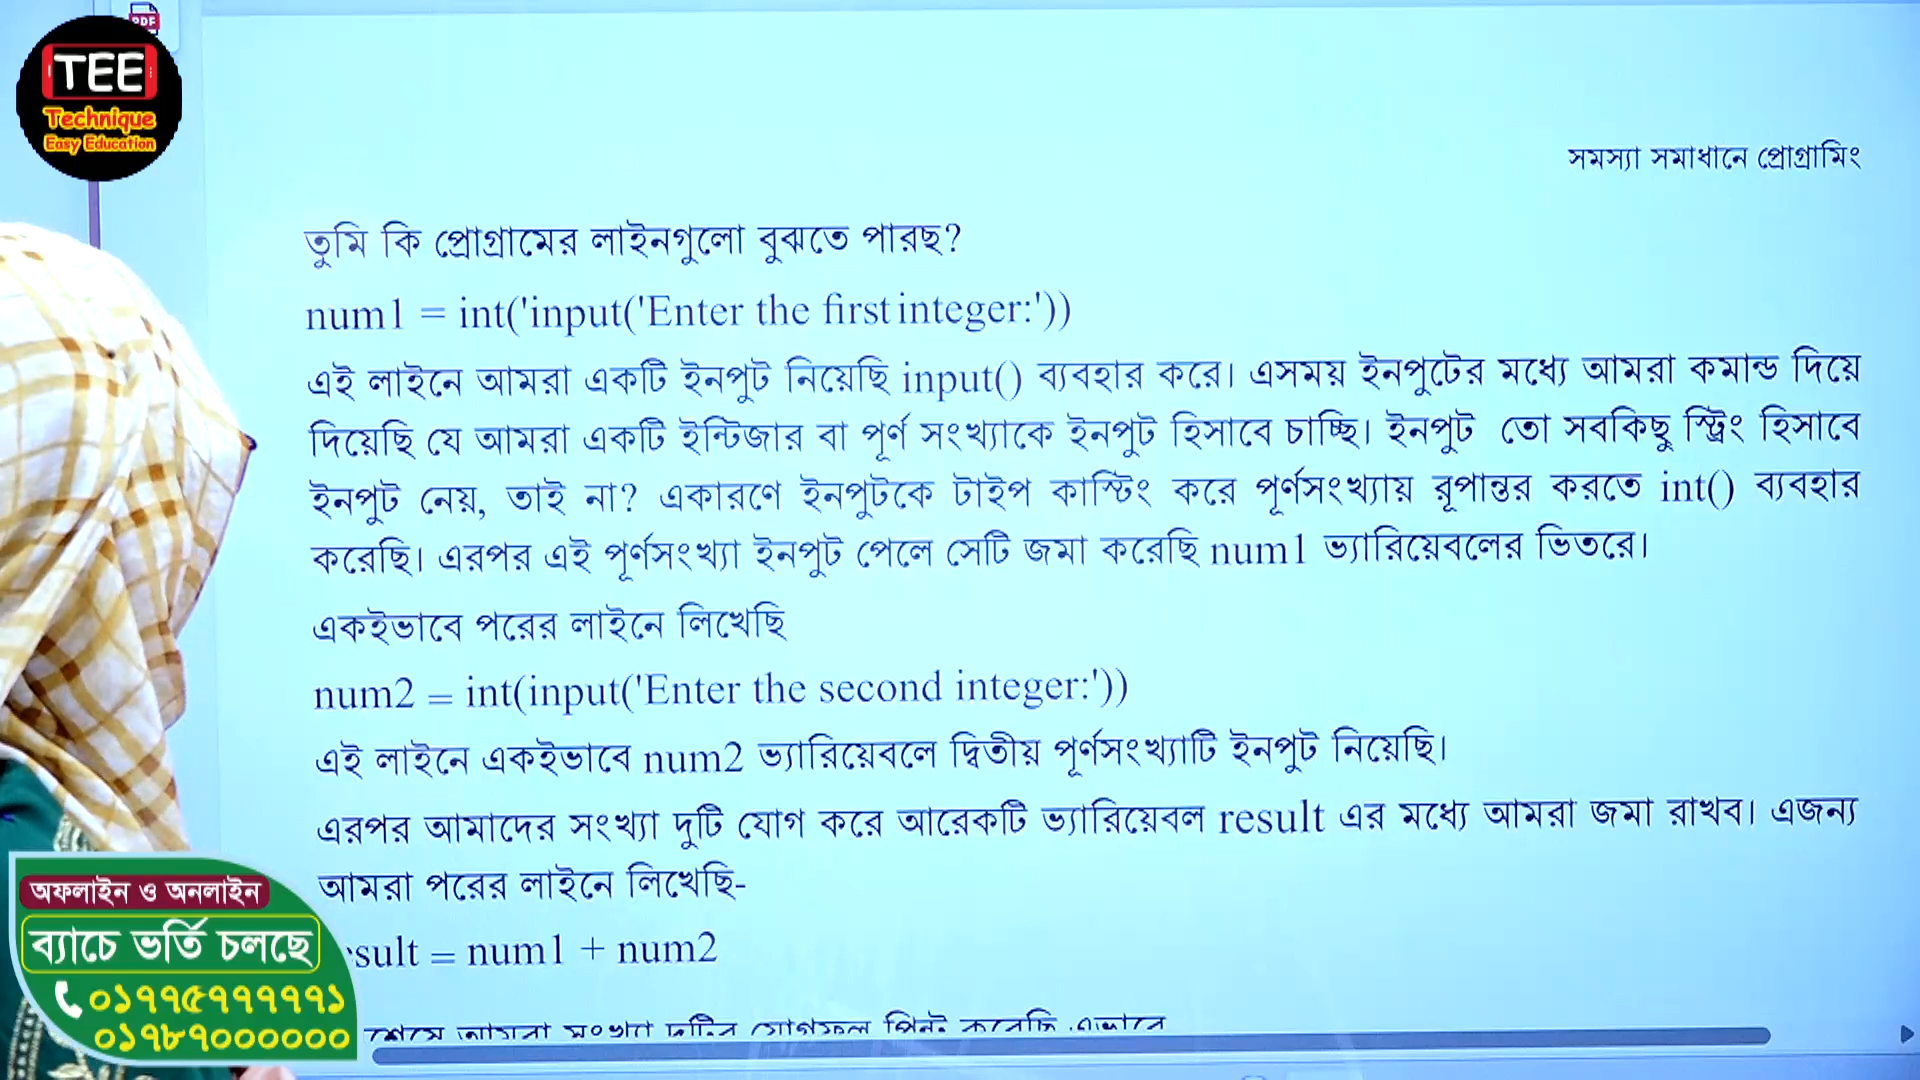 PDF
TEE
Technique
Easy Education
সমস্যা সমাধানে প্রোগ্রামিং
তুমি কি প্রোগ্রামের লাইনগুলো বুঝতে পারছ?
num1 = int('input('Enter the first integer:'))
এই লাইনে আমরা একটি ইনপুট নিয়েছি input() ব্যবহার করে। এসময় ইনপুটের মধ্যে আমরা কমান্ড দিয়ে
দিয়েছি যে আমরা একটি ইন্টিজার বা পূর্ণ সংখ্যাকে ইনপুট হিসাবে চাচ্ছি। ইনপুট তো সবকিছু স্ট্রিং হিসাবে
ইনপুট নেয়, তাই না? একারণে ইনপুটকে টাইপ কাস্টিং করে পূর্ণসংখ্যায় রূপান্তর করতে int() ব্যবহার
করেছি। এরপর এই পূর্ণসংখ্যা ইনপুট পেলে সেটি জমা করেছি num1 ভ্যারিয়েবলের ভিতরে।
একইভাবে পরের লাইনে লিখেছি
num2 = int(input('Enter the second integer:'))
এই লাইনে একইভাবে num2 ভ্যারিয়েবলে দ্বিতীয় পূর্ণসংখ্যাটি ইনপুট নিয়েছি।
এরপর আমাদের সংখ্যা দুটি যোগ করে আরেকটি ভ্যারিয়েবল result এর মধ্যে আমরা জমা রাখব। এজন্য
আমরা পরের লাইনে লিখেছি-
sult = num1 + num2
আমরা সংখ্যা দুটির যোগফল প্রিন্ট করেছি এভাবে
অফলাইন ও অনলাইন
ব্যাচে ভর্তি চলছে
০১৭৭৫৭৭৭৭৭১
০১৭৮৭০০০০০০